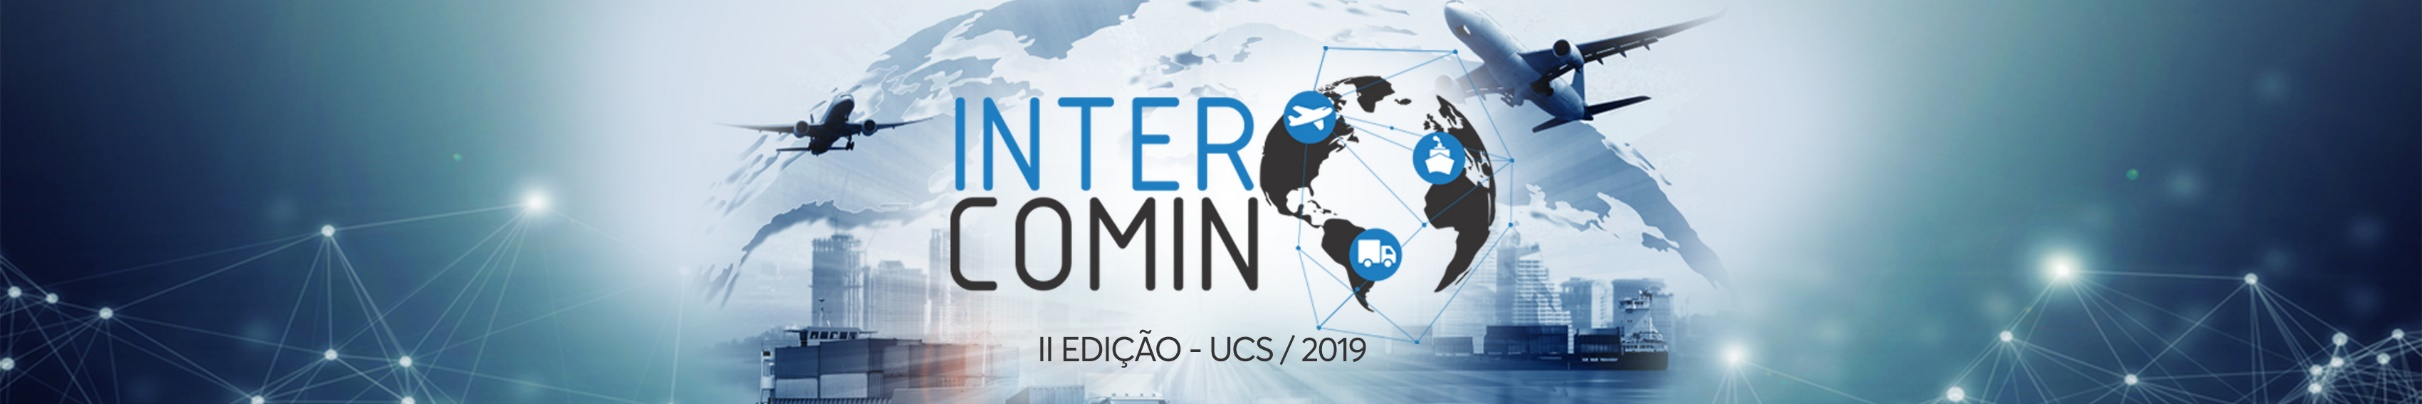 INTER
COMIN
II EDIÇÃO - UCS / 2019